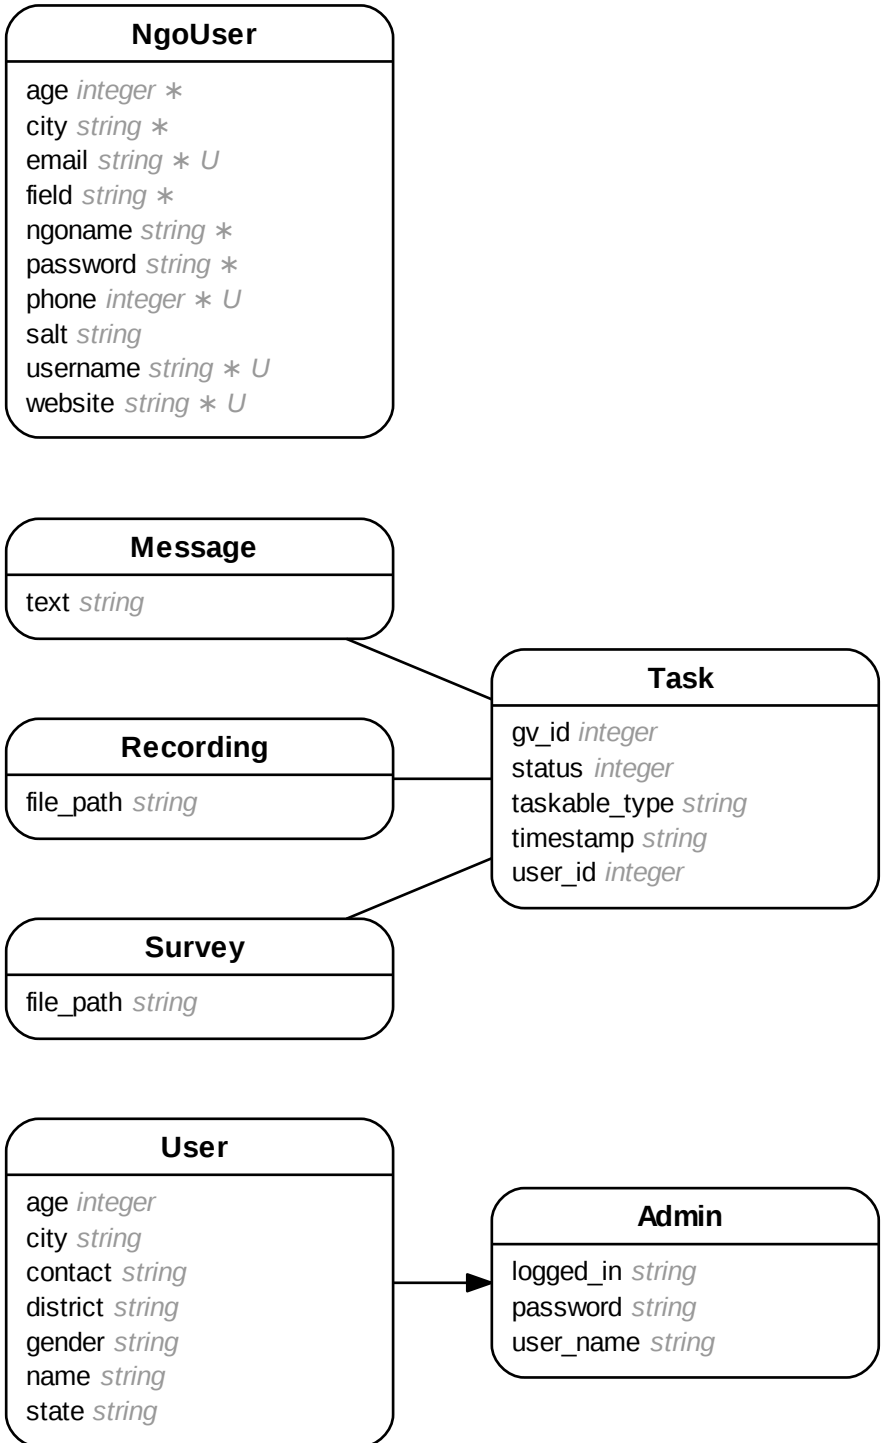 NgoUser
age integer ∗
city string ∗
email string ∗ U
field string ∗
ngoname string ∗
password string ∗
phone integer ∗ U
salt string
username string ∗ U
website string ∗ U
Message
text string
Recording
file_path string
Survey
file_path string
Task
gv_id integer
status integer
taskable_type string
timestamp string
user_id integer
User
age integer
city string
contact string
district string
gender string
name string
state string
Admin
logged_in string
password string
user_name string